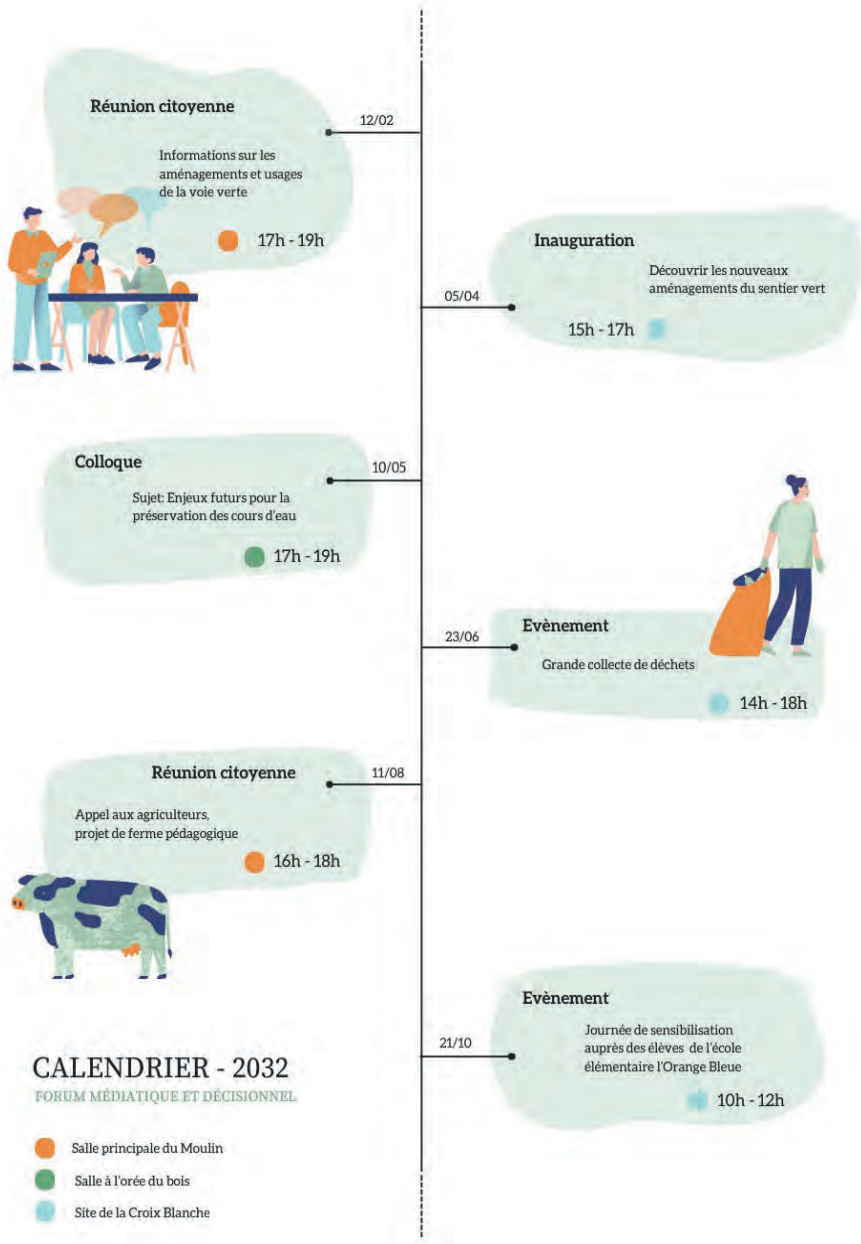 Réunion citoyenne
12/02
Informations sur les
aménagements et usages
de la voie verte
17h - 19h
Inauguration
Découvrir les nouveaux
aménagements du sentier vert
05/04
15h - 17h
Colloque
10/05
Sujet: Enjeux futurs pour la
préservation des cours d'eau
17h - 19h
Evènement
23/06
Grande collecte de déchets
14h - 18h
Réunion citoyenne
11/08
Appel aux agriculteurs,
projet de ferme pédagogique
16h - 18h
Evènement
Journée de sensibilisation
auprès des élèves de l'école
élémentaire l'Orange Bleue
21/10
10h - 12h
CALENDRIER - 2032
FORUM MÉDIATIQUE ET DÉCISIONNEL
Salle principale du Moulin
Salle à l'orée du bois
Site de la Croix Blanche